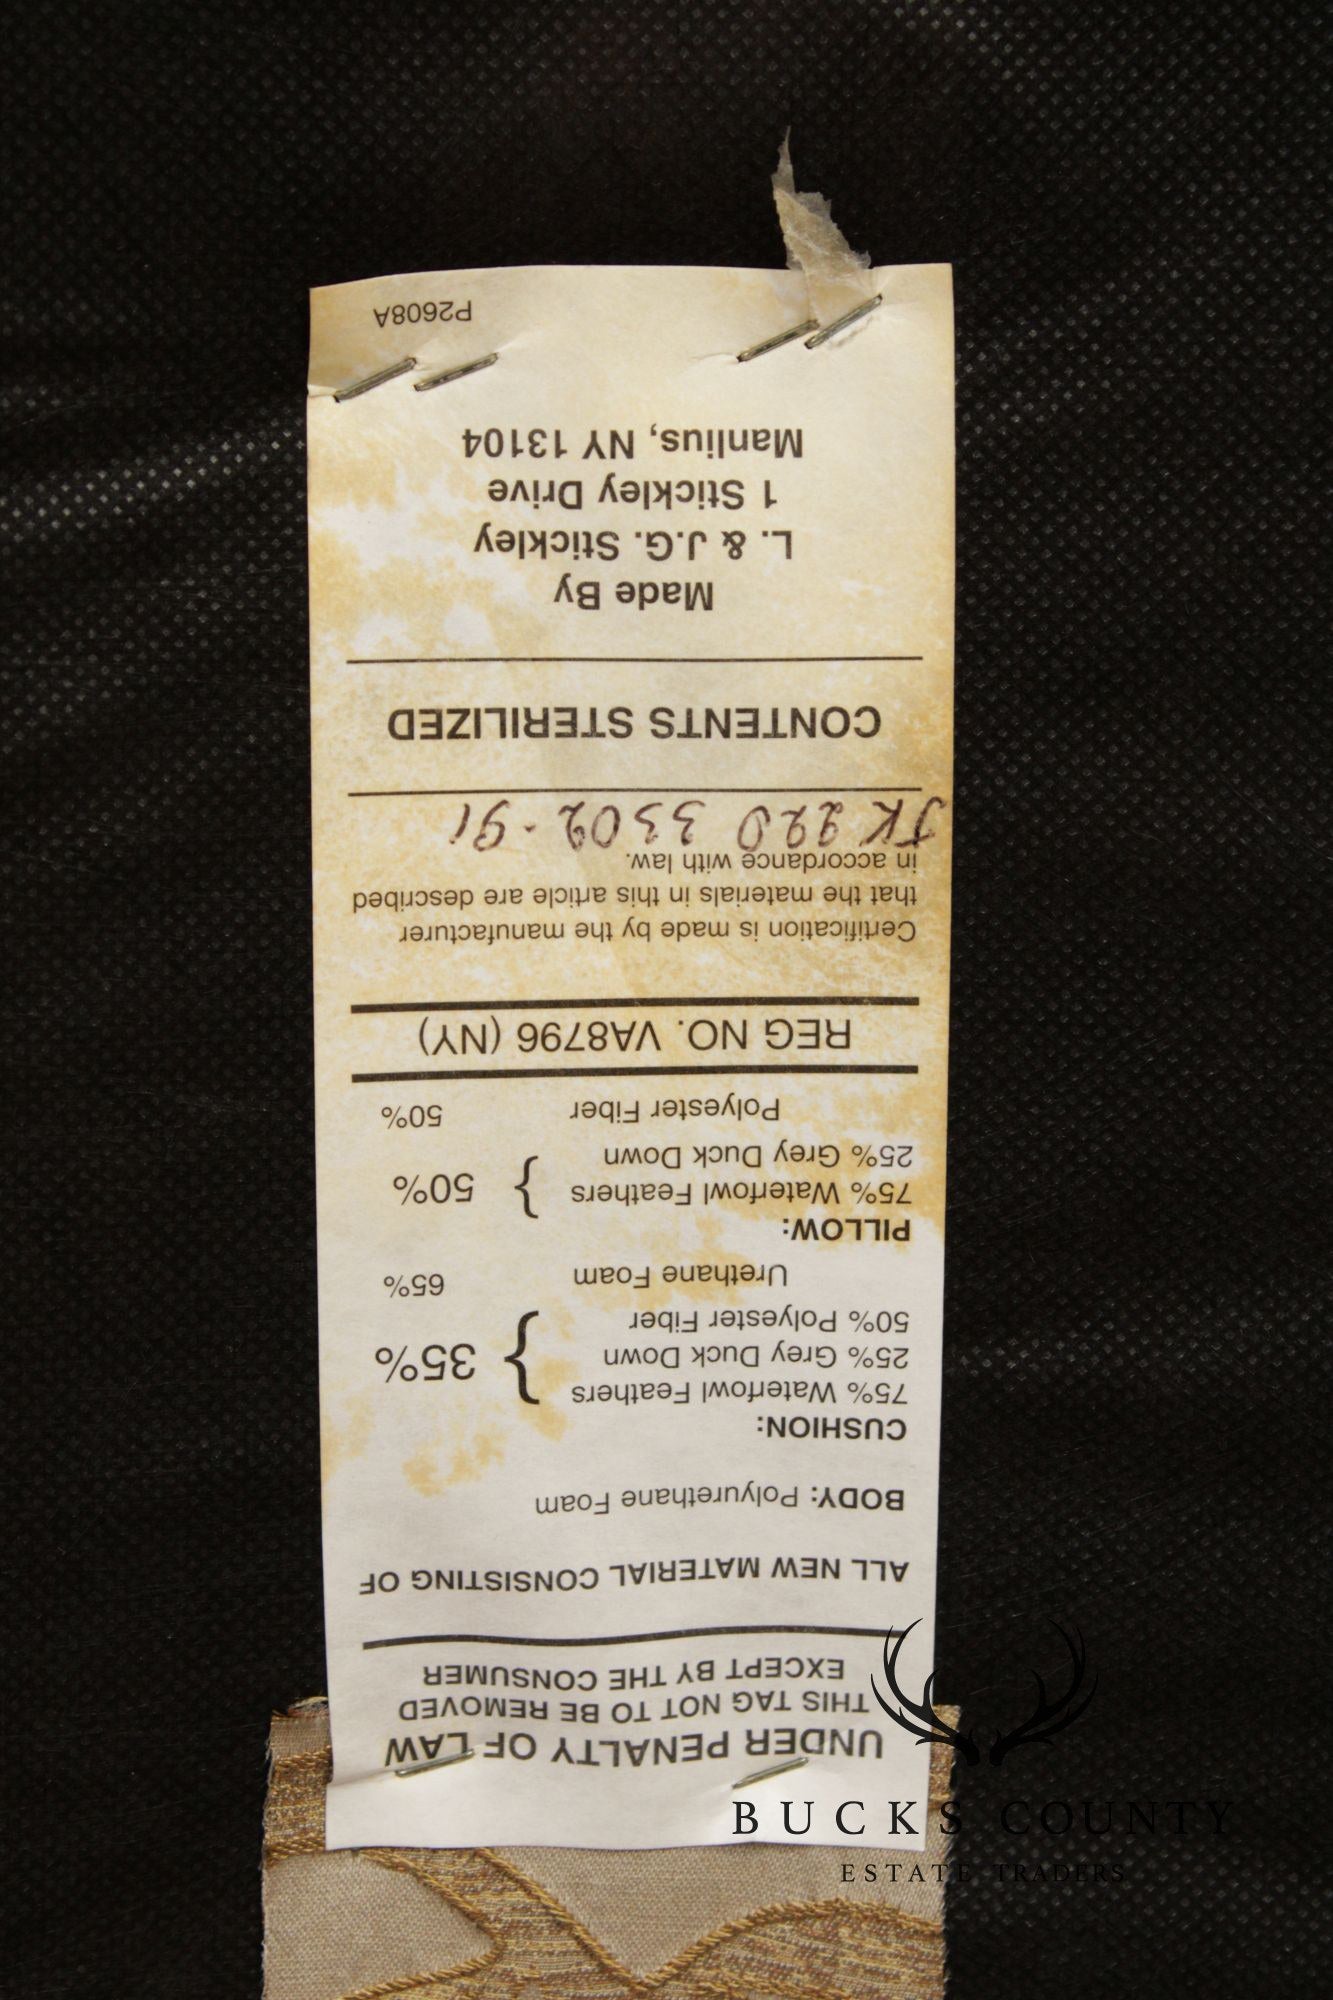 UNDER PENALTY OF LAW
THIS TAG NOT TO BE REMOVED
EXCEPT BY THE CONSUMER
ALL NEW MATERIAL CONSISTING OF
BODY: Polyurethane Foam
CUSHION:
75% Waterfowl Feathers
25% Grey Duck Down
50% Polyester Fiber
} 35%
Urethane Foam 65%
PILLOW:
75% Waterfowl Feathers
25% Grey Duck Down
} 50%
Polyester Fiber 50%
REG NO. VA8796 (NY)
Certification is made by the manufacturer
that the materials in this article are described
in accordance with law.
JK 220 3302-91
CONTENTS STERILIZED
Made By
L. & J.G. Stickley
1 Stickley Drive
Manlius, NY 13104
P2608A
BUCKS COUNTY
ESTATE TRADERS